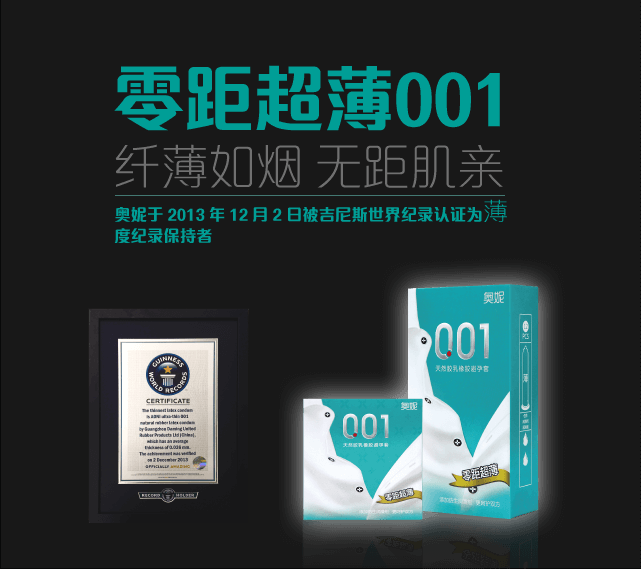 零距超薄001
纤薄如烟 无距肌亲
奥妮于 2013 年 12 月 2 日被吉尼斯世界纪录认证为薄
度纪录保持者
GUINNESS
WORLD RECORDS
CERTIFICATE
The thinnest latex condom
is AONI ultra-thin 001
natural rubber latex condom
by Guangzhou Daming United
Rubber Products Ltd (China),
which has an average
thickness of 0.036 mm.
The achievement was verified
on 2 December 2013
OFFICIALLY AMAZING
RECORD HOLDER
奥妮
001
天然胶乳橡胶避孕套
零距超薄
奥妮
001
天然胶乳橡胶避孕套
零距超薄
PCS
薄